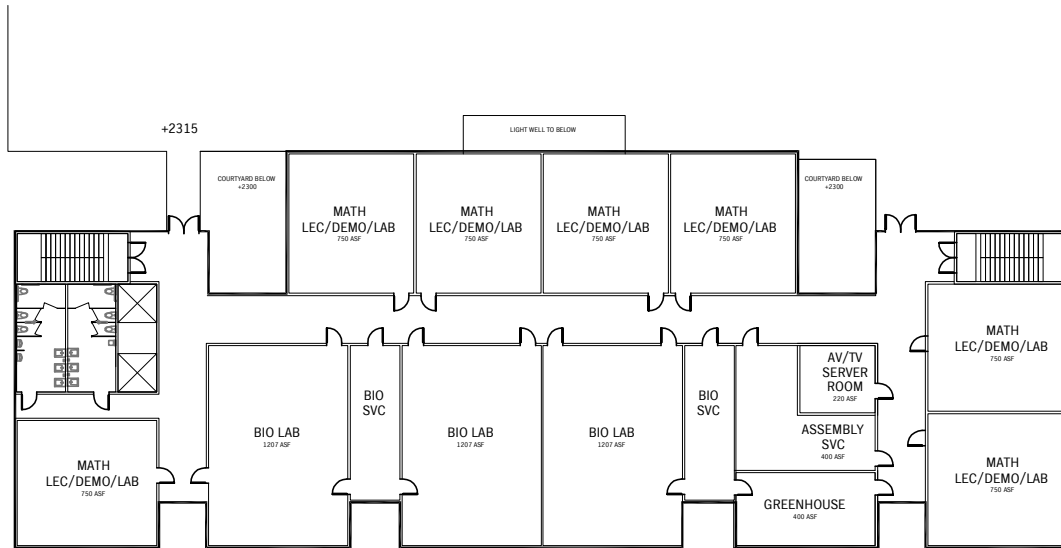 +2315
LIGHT WELL TO BELOW
COURTYARD BELOW
+2300
MATH
LEC/DEMO/LAB
750 ASF
MATH
LEC/DEMO/LAB
750 ASF
MATH
LEC/DEMO/LAB
750 ASF
MATH
LEC/DEMO/LAB
750 ASF
COURTYARD BELOW
+2300
MATH
LEC/DEMO/LAB
750 ASF
AV/TV
SERVER
ROOM
220 ASF
BIO
SVC
BIO
SVC
BIO LAB
1207 ASF
BIO LAB
1207 ASF
BIO LAB
1207 ASF
ASSEMBLY
SVC
400 ASF
MATH
LEC/DEMO/LAB
750 ASF
MATH
LEC/DEMO/LAB
750 ASF
GREENHOUSE
400 ASF